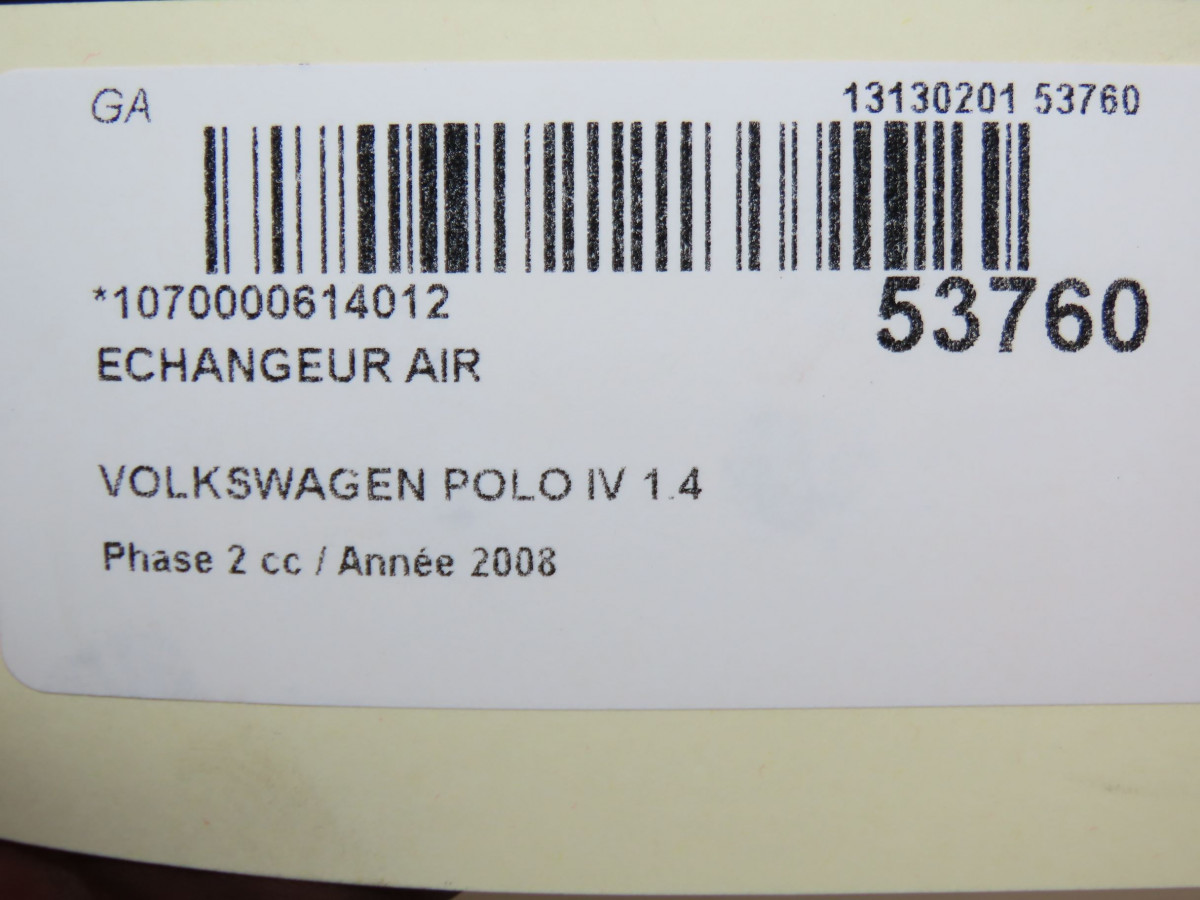 GA
13130201 53760
*1070000614012
53760
ECHANGEUR AIR
VOLKSWAGEN POLO IV 1.4
Phase 2 cc / Année 2008